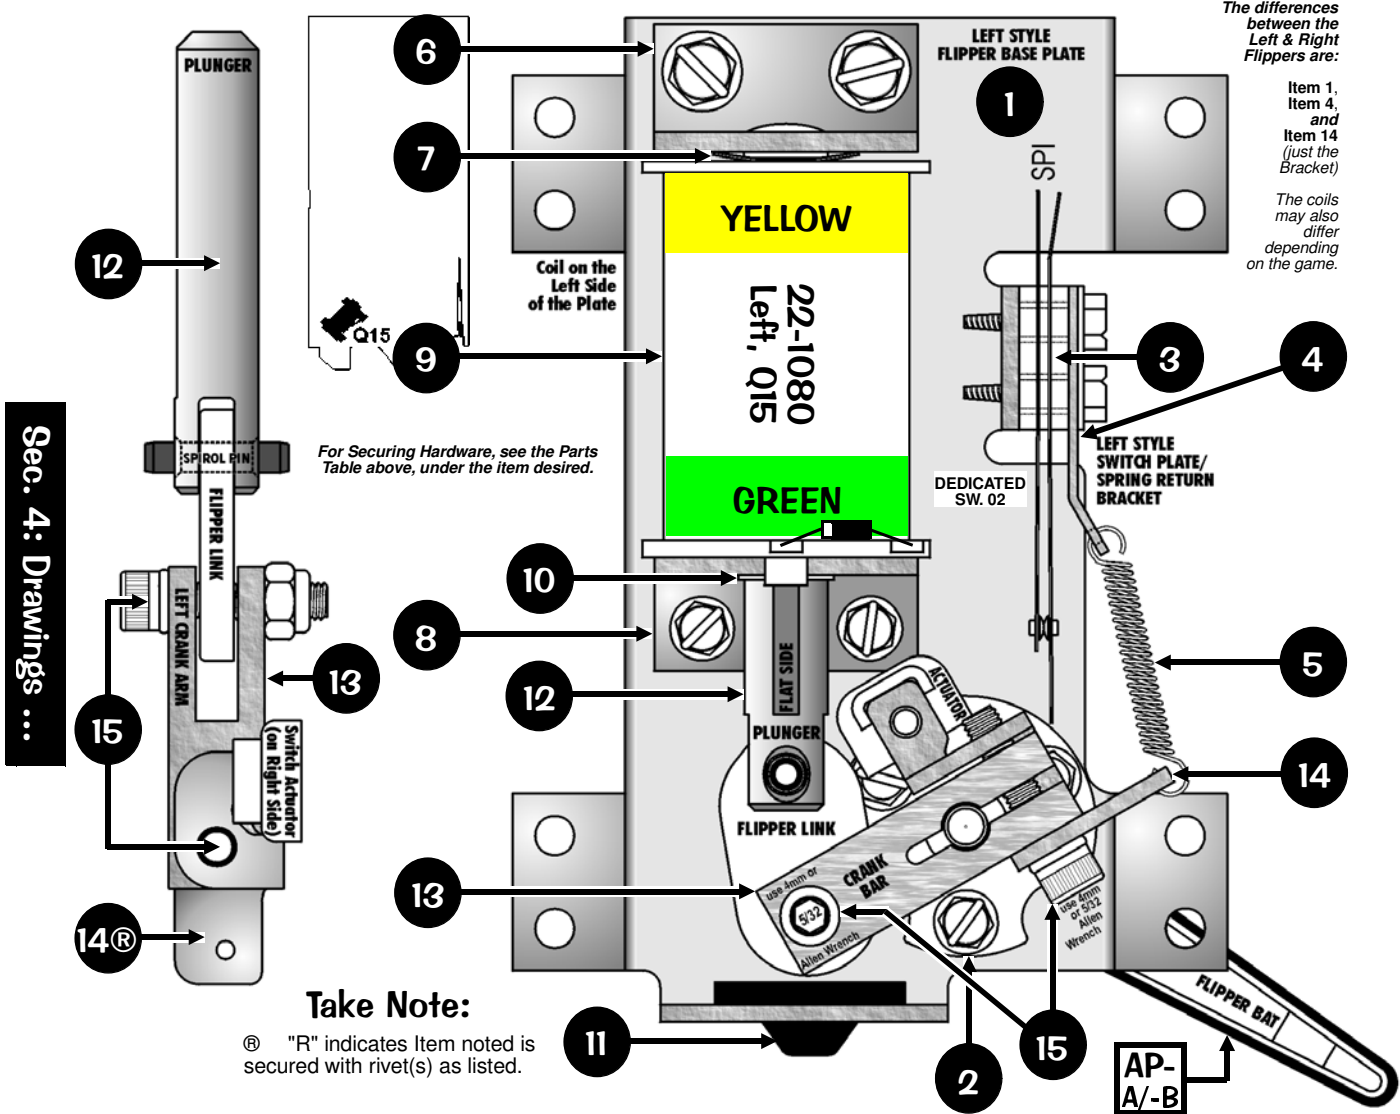 The differences
between the
Left & Right
Flippers are:
Item 1,
Item 4,
and
Item 14
(just the
Bracket)
The coils
may also
differ
depending
on the game.
PLUNGER
12
SPIROL PIN
FLIPPER LINK
LEFT CRANK ARM
13
15
Switch Actuator
(on Right Side)
14®
Sec. 4: Drawings ...
Q15
6
7
9
LEFT STYLE
FLIPPER BASE PLATE
1
SPI
YELLOW
Coil on the
Left Side
of the Plate
22-1080
Left, Q15
GREEN
3
4
For Securing Hardware, see the Parts
Table above, under the item desired.
DEDICATED
SW. 02
LEFT STYLE
SWITCH PLATE/
SPRING RETURN
BRACKET
10
8
12
FLAT SIDE
PLUNGER
ACTUATOR
5
14
FLIPPER LINK
13
use 4mm or
5/32
Allen Wrench
CRANK
BAR
use 4mm
or 5/32
Allen
Wrench
FLIPPER BAT
Take Note:
® "R" indicates Item noted is
secured with rivet(s) as listed.
11
2
15
AP-
A/-B